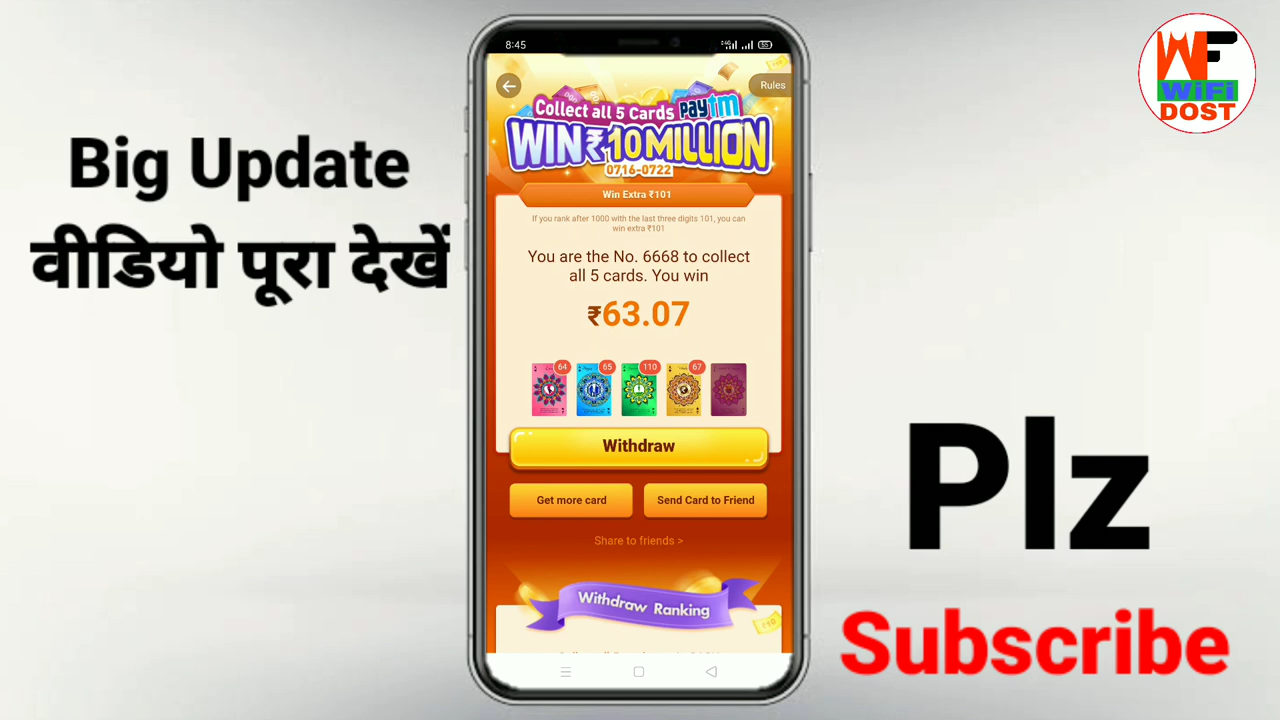 Big Update
वीडियो पूरा देखें
8:45
Rules
Collect all 5 Cards Paytm
WIN ₹ 10 MILLION
0716-0722
Win Extra ₹101
If you rank after 1000 with the last three digits 101, you can
win extra ₹101
You are the No. 6668 to collect
all 5 cards. You win
₹63.07
64 65 110 67
Withdraw
Get more card
Send Card to Friend
Share to friends >
Withdraw Ranking
WF
WiFi
DOST
Plz
Subscribe